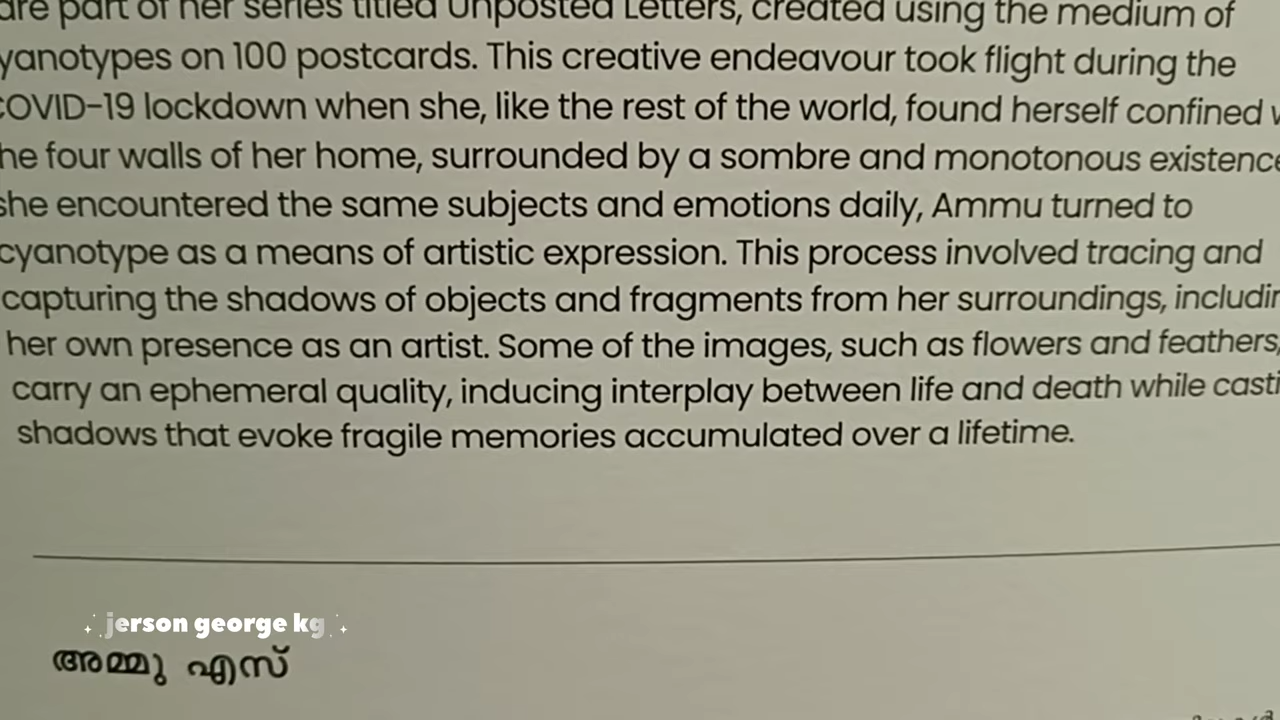 are part of her series titled Unposted Letters, created using the medium of
yanotypes on 100 postcards. This creative endeavour took flight during the
COVID-19 lockdown when she, like the rest of the world, found herself confined
he four walls of her home, surrounded by a sombre and monotonous existence
she encountered the same subjects and emotions daily, Ammu turned to
cyanotype as a means of artistic expression. This process involved tracing and
capturing the shadows of objects and fragments from her surroundings, includin
her own presence as an artist. Some of the images, such as flowers and feathers,
carry an ephemeral quality, inducing interplay between life and death while casti
shadows that evoke fragile memories accumulated over a lifetime.
jerson george kg
അമ്മു എസ്